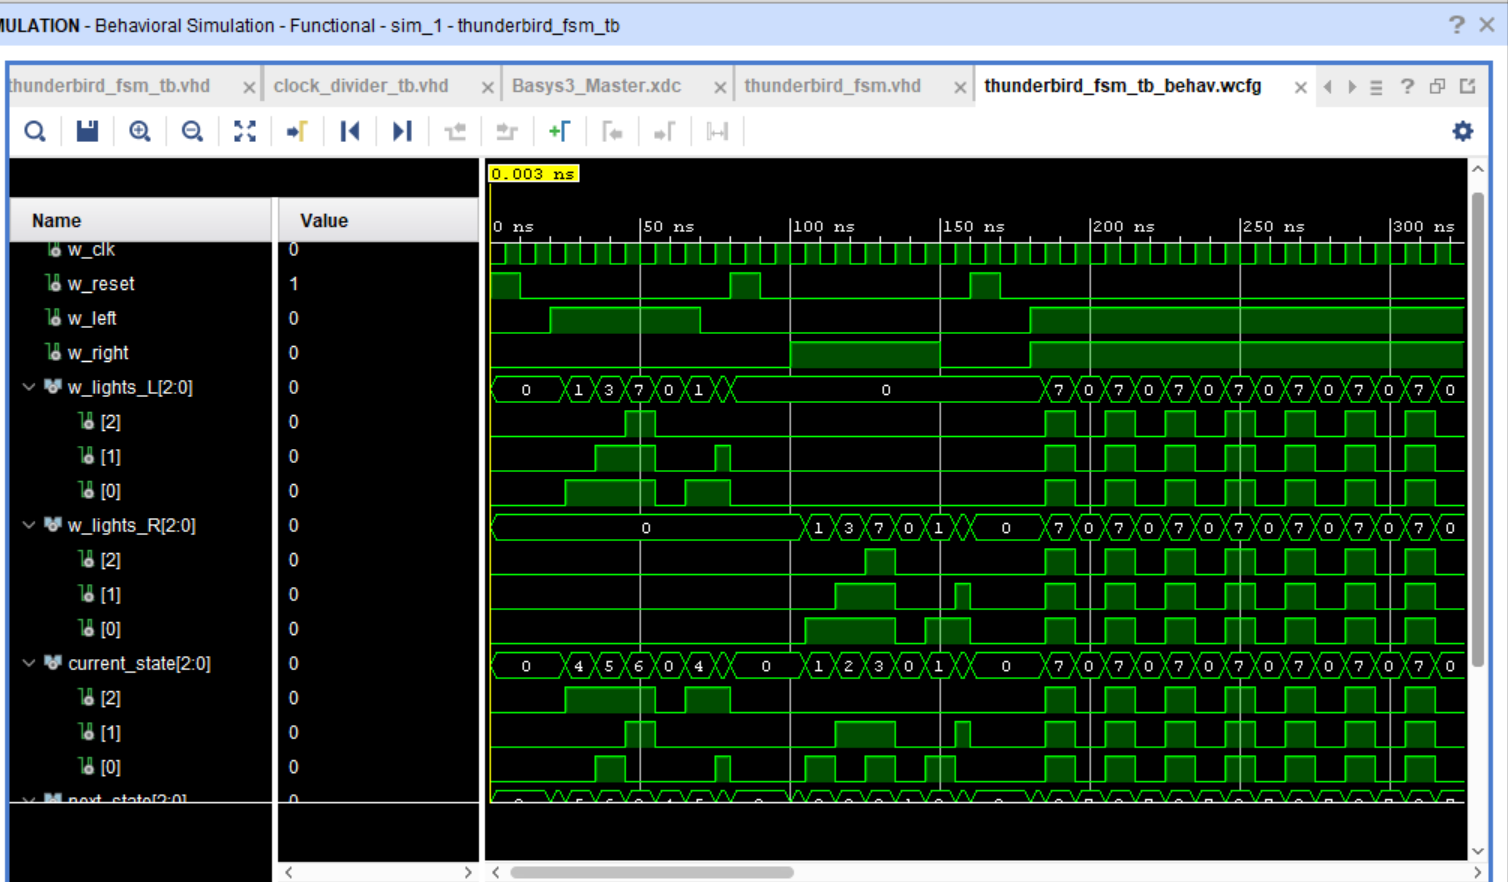 MULATION - Behavioral Simulation - Functional - sim_1 - thunderbird_fsm_tb
thunderbird_fsm_tb.vhd clock_divider_tb.vhd Basys3_Master.xdc thunderbird_fsm.vhd thunderbird_fsm_tb_behav.wcfg
0.003 ns
Name Value
0 ns 50 ns 100 ns 150 ns 200 ns 250 ns 300 ns
w_clk 0
w_reset 1
w_left 0
w_right 0
w_lights_L[2:0] 0 0 1 3 7 0 1 0 7 0 7 0 7 0 7 0 7 0 7 0 7 0
[2] 0
[1] 0
[0] 0
w_lights_R[2:0] 0 0 1 3 7 0 1 0 7 0 7 0 7 0 7 0 7 0 7 0 7 0
[2] 0
[1] 0
[0] 0
current_state[2:0] 0 0 4 5 6 0 4 0 1 2 3 0 1 0 7 0 7 0 7 0 7 0 7 0 7 0 7 0
[2] 0
[1] 0
[0] 0
next_state[2:0] 0